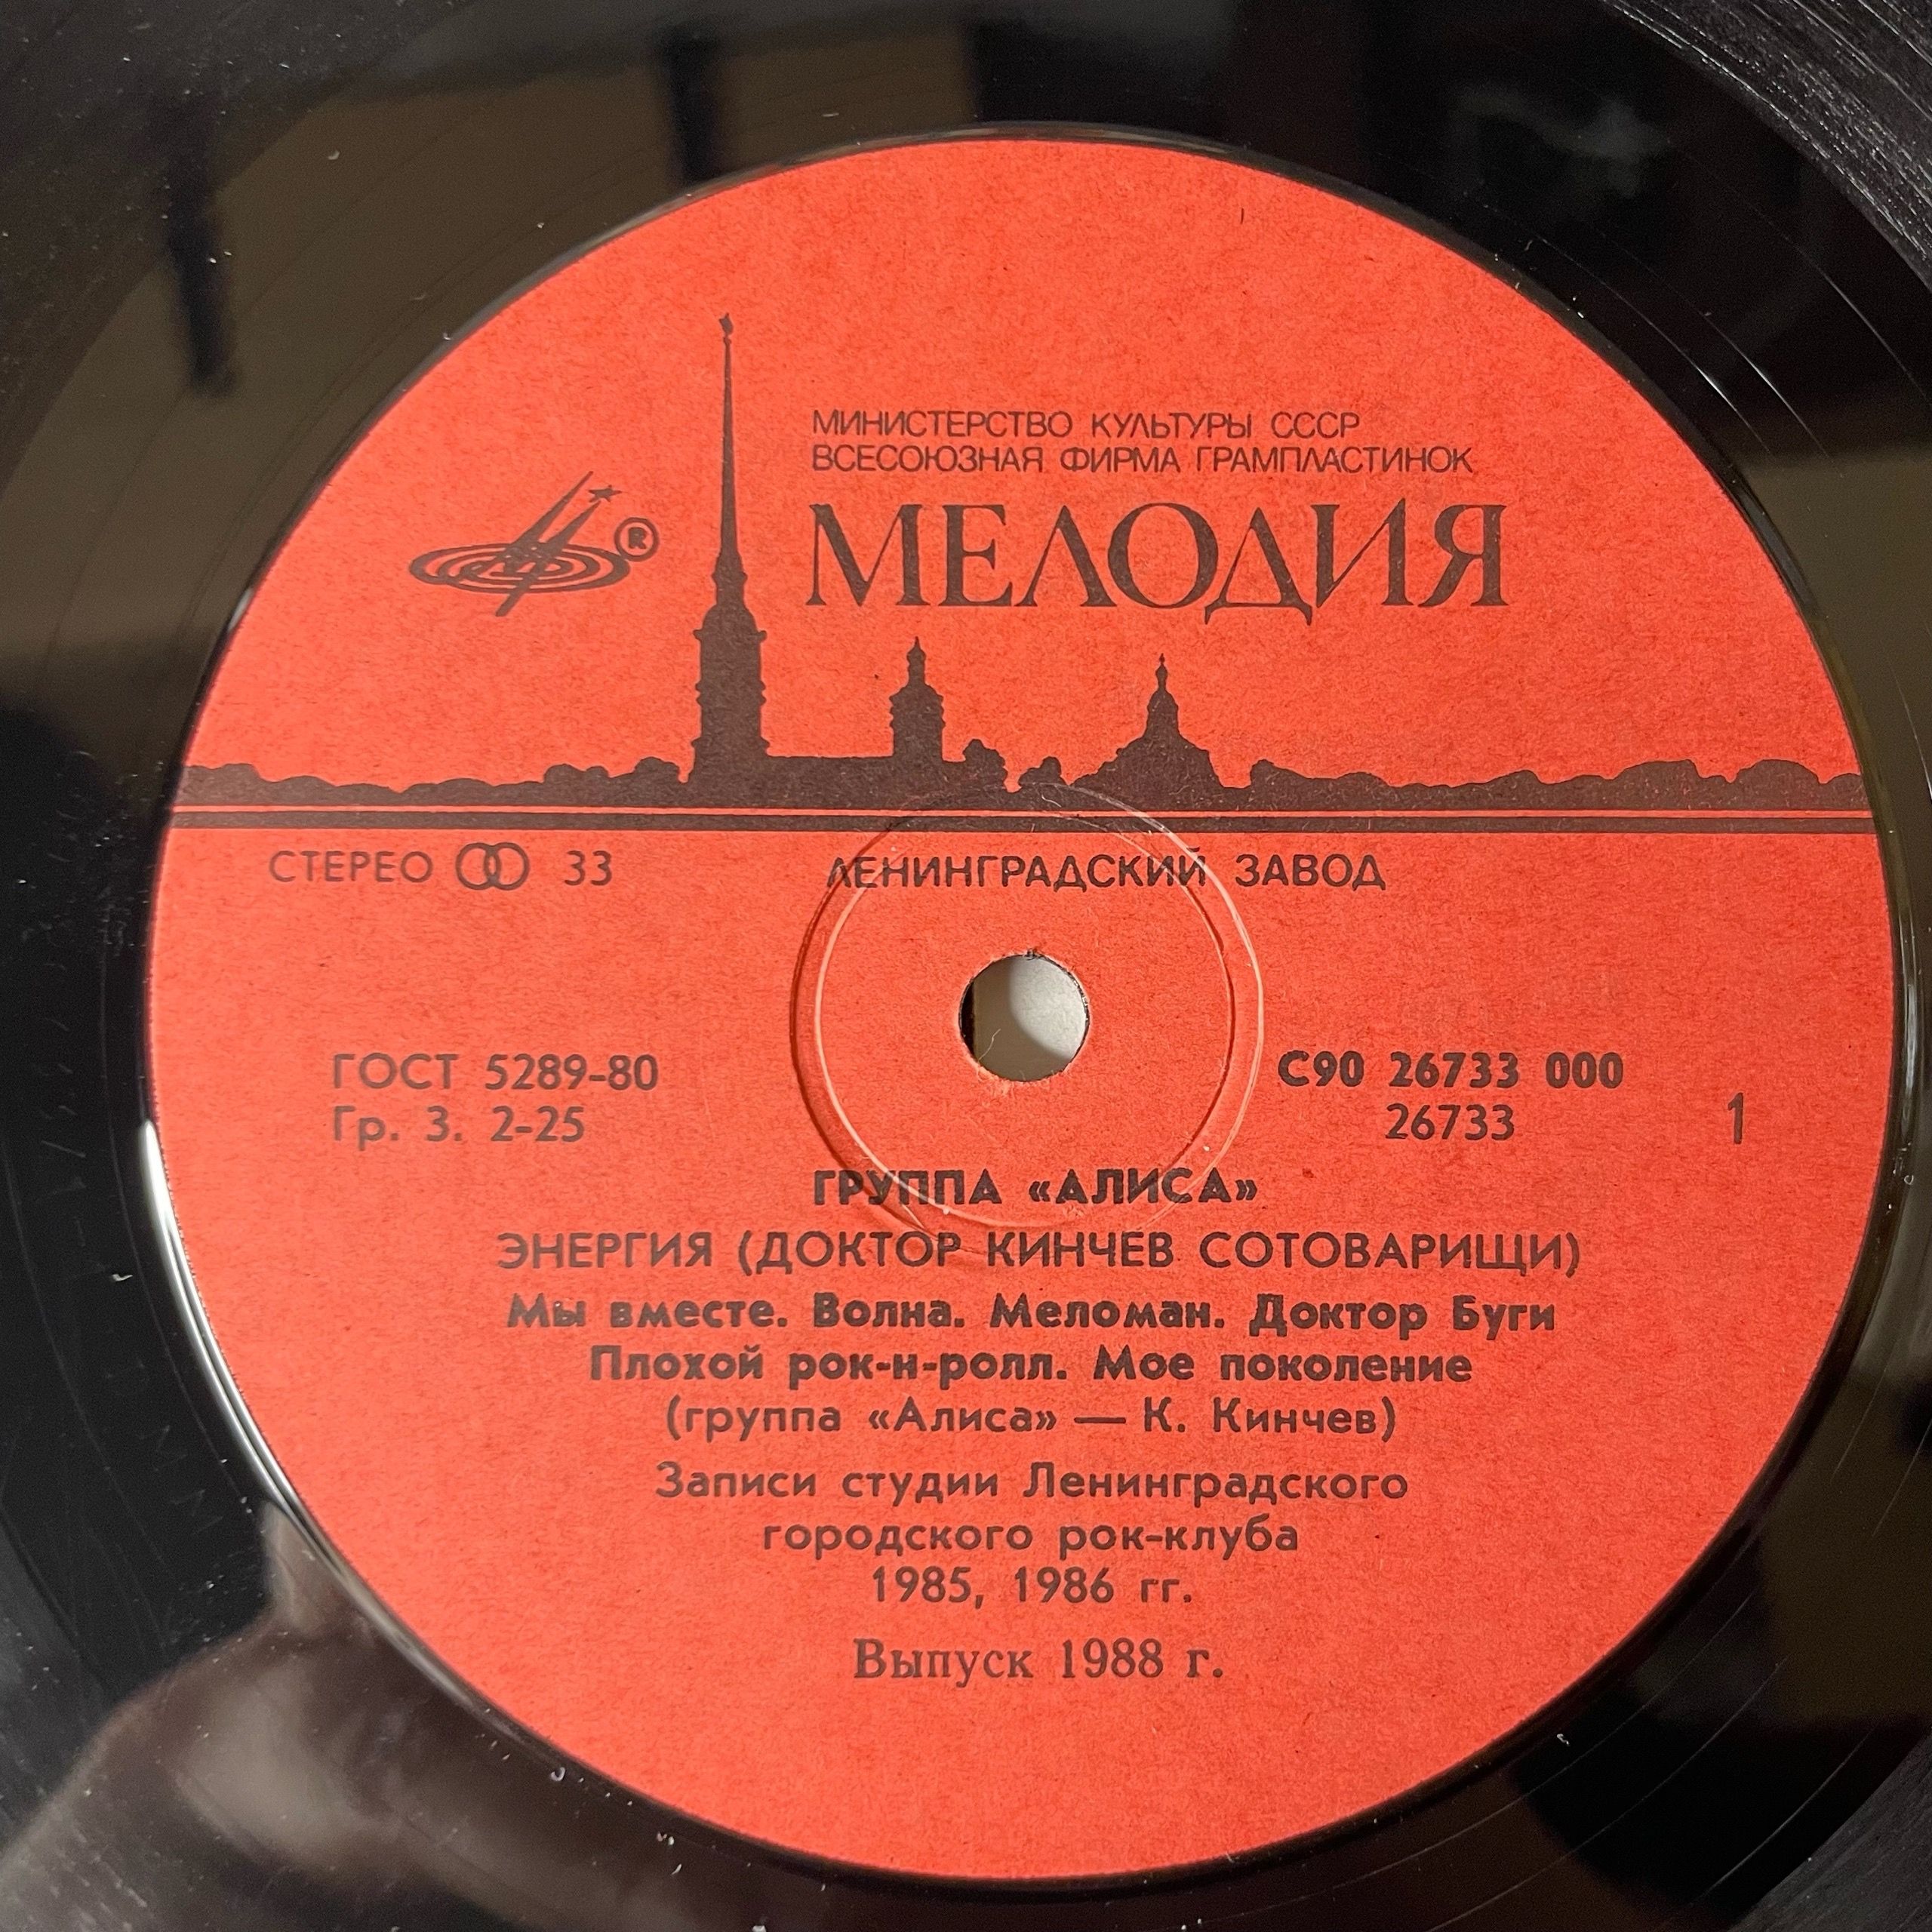 МИНИСТЕРСТВО КУЛЬТУРЫ СССР
ВСЕСОЮЗНАЯ ФИРМА ГРАМПЛАСТИНОК
МЕЛОДИЯ
®
СТЕРЕО 33
ЛЕНИНГРАДСКИЙ ЗАВОД
ГОСТ 5289-80
Гр. 3. 2-25
С90 26733 000
26733
1
ГРУППА «АЛИСА»
ЭНЕРГИЯ (ДОКТОР КИНЧЕВ СОТОВАРИЩИ)
Мы вместе. Волна. Меломан. Доктор Буги
Плохой рок-н-ролл. Мое поколение
(группа «Алиса» — К. Кинчев)
Записи студии Ленинградского
городского рок-клуба
1985, 1986 гг.
Выпуск 1988 г.